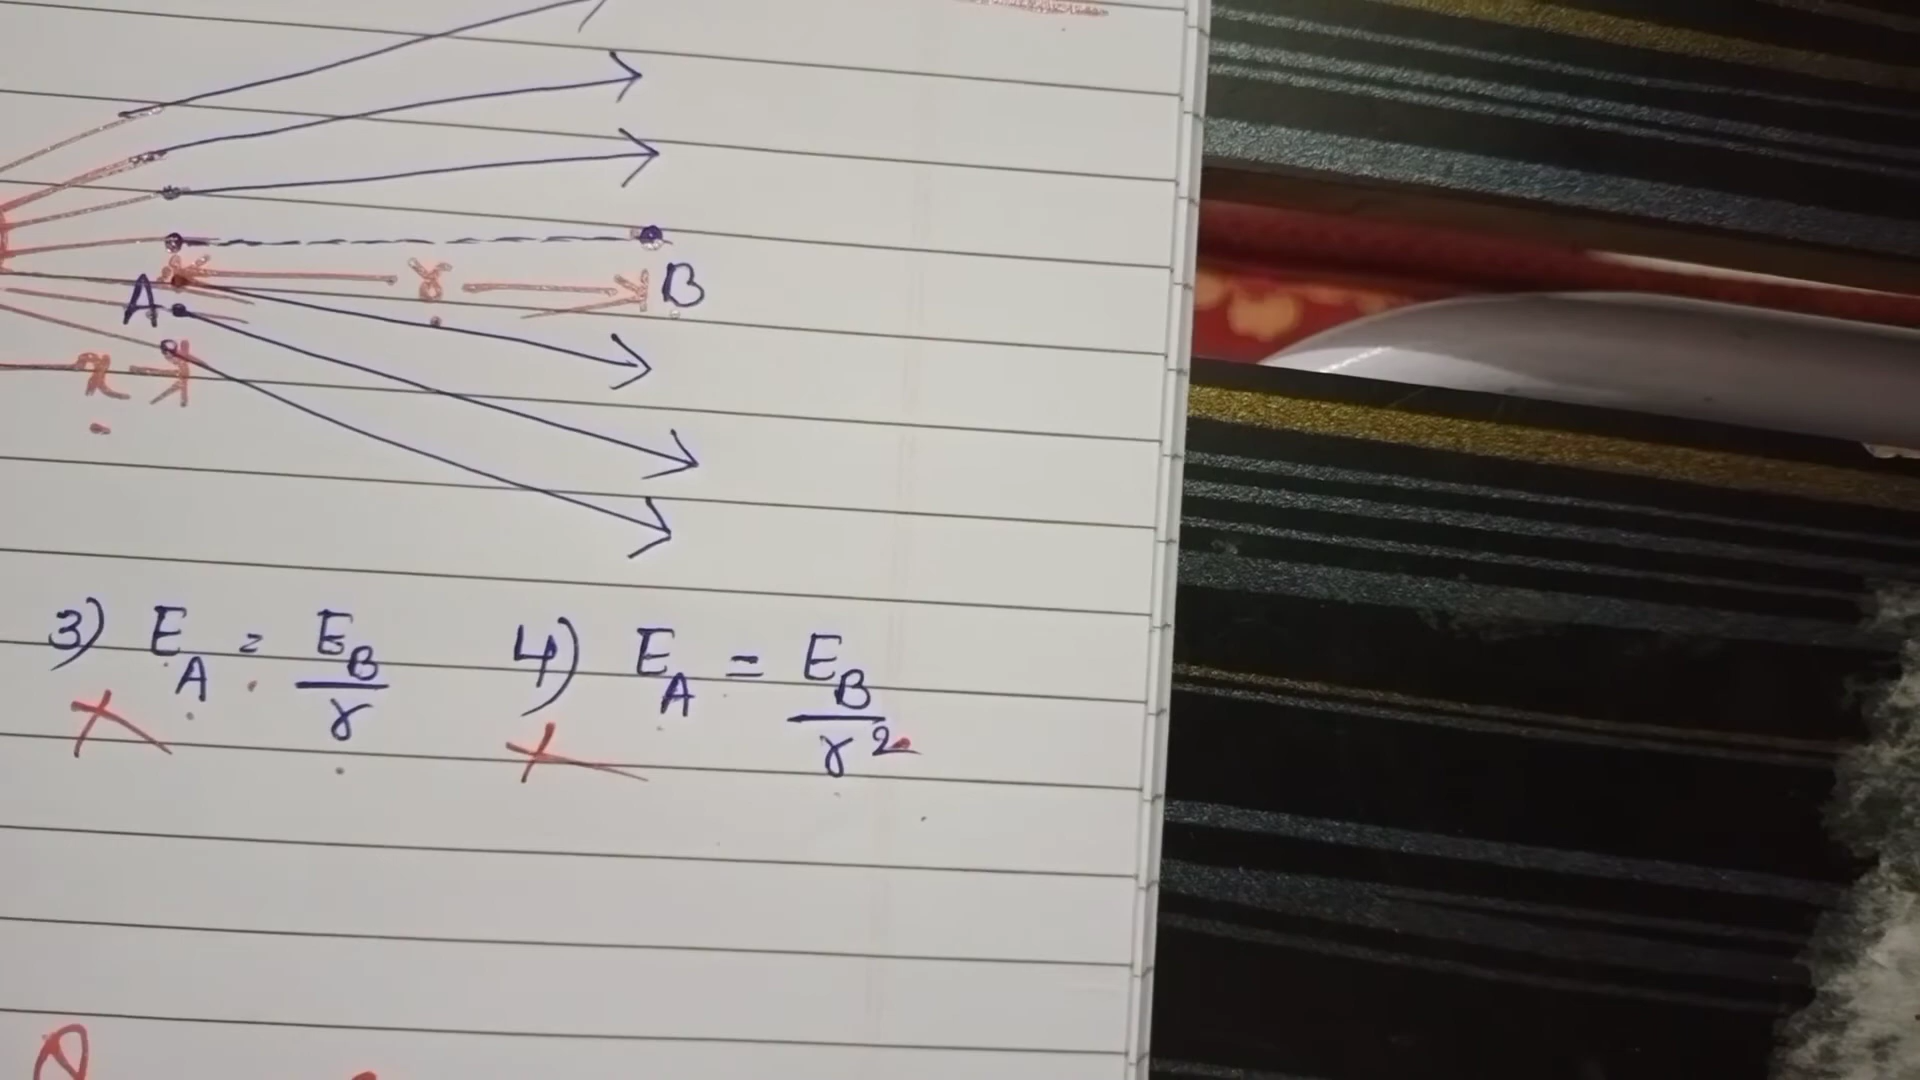 A r B
x
3) E_A = E_B/r 4) E_A = E_B/r²
Q